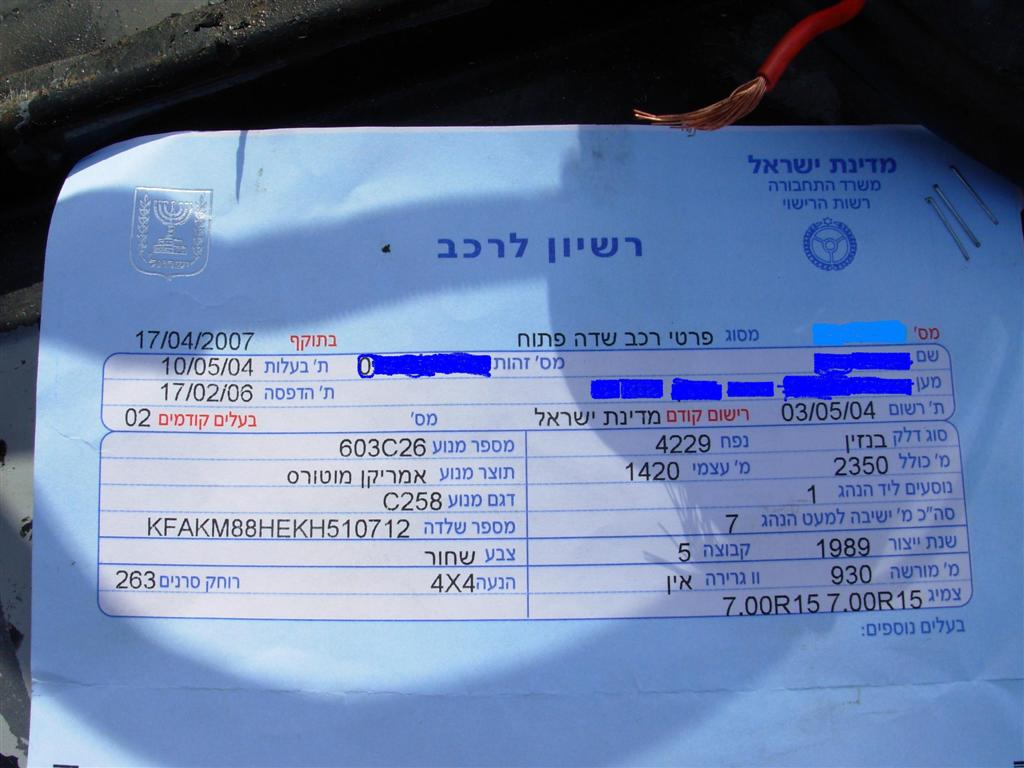 מדינת ישראל
משרד התחבורה
רשות הרישוי
רשיון לרכב
מס' מסוג פרטי רכב שדה פתוח בתוקף 17/04/2007
שם מס' זהות 0 ת' בעלות 10/05/04
מען ת' הדפסה 17/02/06
ת' רשום 03/05/04 רישום קודם מדינת ישראל מס' בעלים קודמים 02
סוג דלק בנזין נפח 4229 מספר מנוע 603C26
מ' כולל 2350 מ' עצמי 1420 תוצר מנוע אמריקן מוטורס
נוסעים ליד הנהג 1 דגם מנוע C258
סה"כ מ' ישיבה למעט הנהג 7 מספר שלדה KFAKM88HEKH510712
שנת ייצור 1989 קבוצה 5 צבע שחור
מ' מורשה 930 וו גרירה אין הנעה 4X4 רוחק סרנים 263
צמיג 7.00R15 7.00R15
בעלים נוספים: